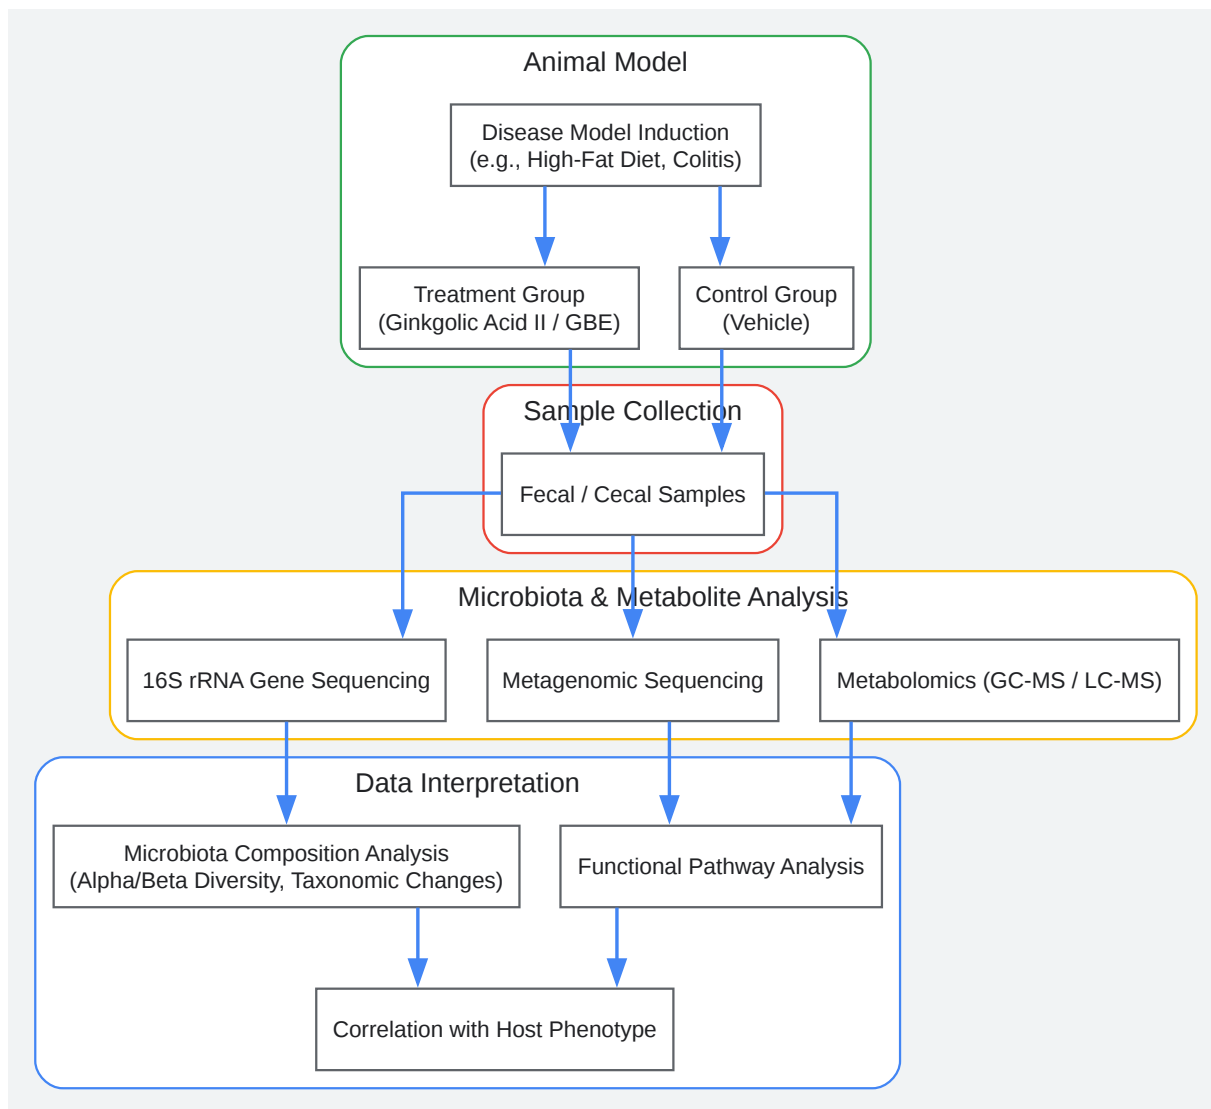 Animal Model
Disease Model Induction
(e.g., High-Fat Diet, Colitis)
Treatment Group
(Ginkgolic Acid II / GBE)
Control Group
(Vehicle)
Sample Collection
Fecal / Cecal Samples
Microbiota & Metabolite Analysis
16S rRNA Gene Sequencing
Metagenomic Sequencing
Metabolomics (GC-MS / LC-MS)
Data Interpretation
Microbiota Composition Analysis
(Alpha/Beta Diversity, Taxonomic Changes)
Functional Pathway Analysis
Correlation with Host Phenotype